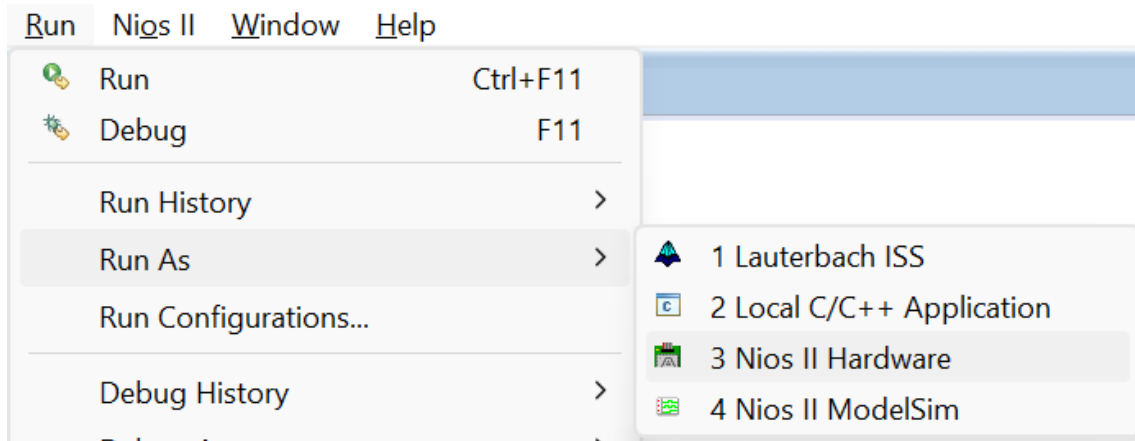 Run Nios II Window Help
Run Ctrl+F11
Debug F11
Run History
Run As
Run Configurations...
Debug History
1 Lauterbach ISS
2 Local C/C++ Application
3 Nios II Hardware
4 Nios II ModelSim